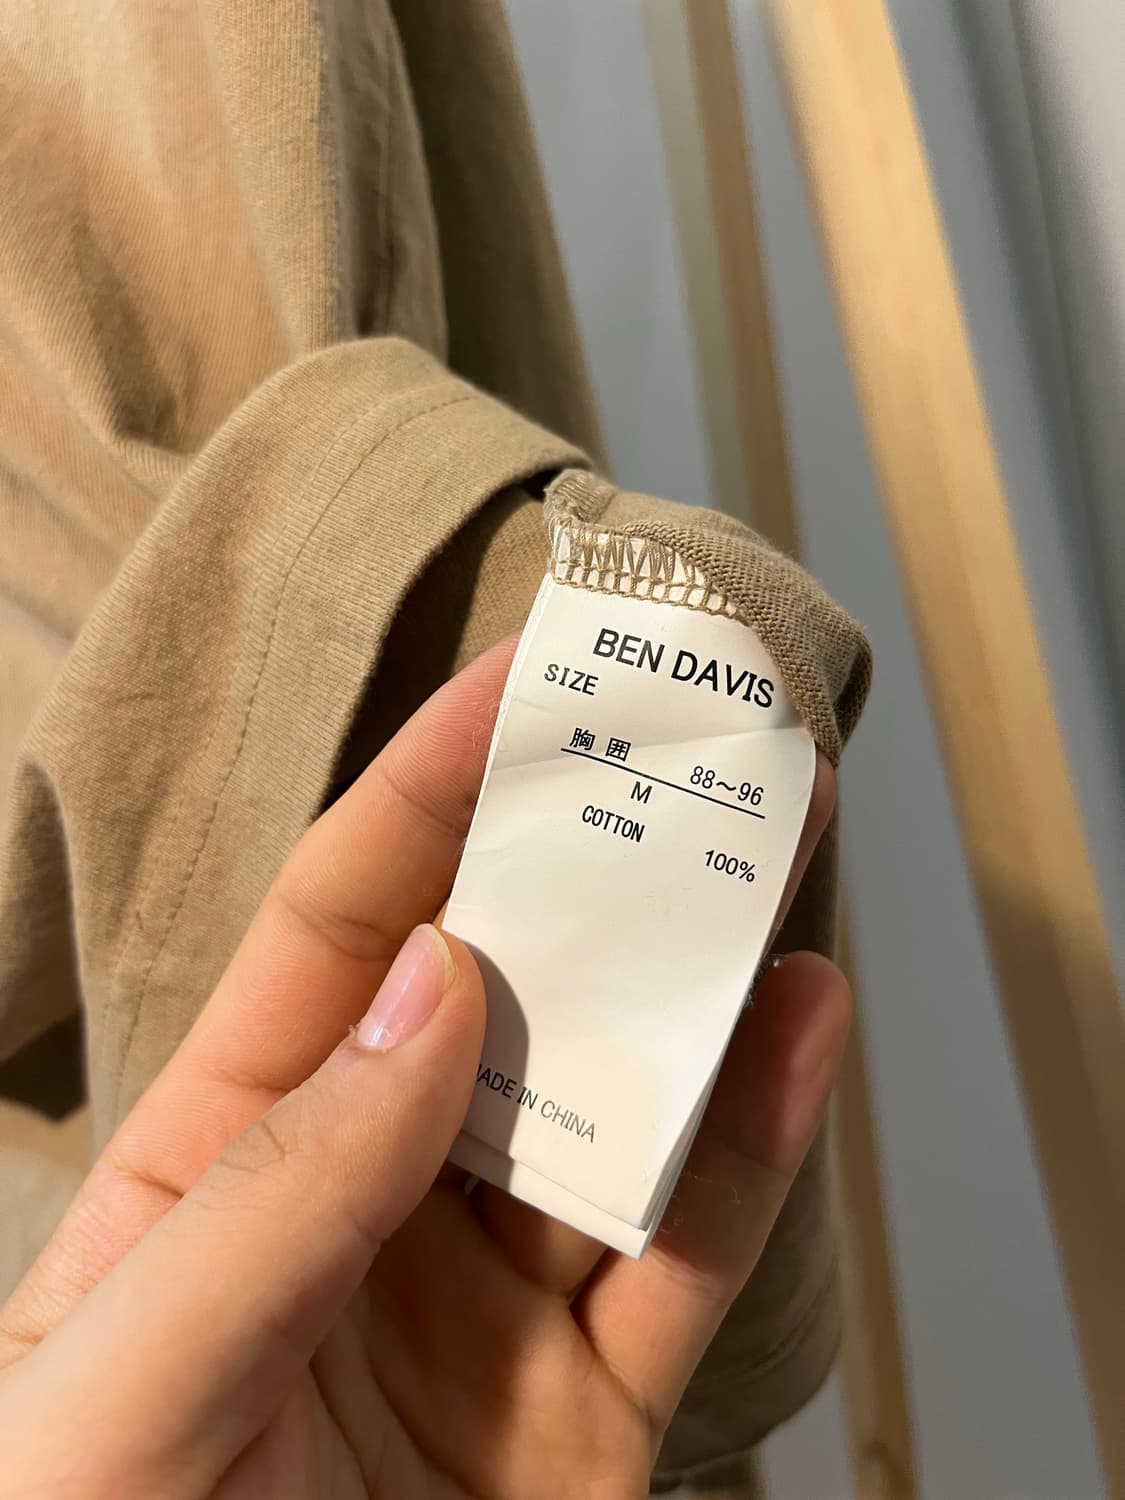 BEN DAVIS
SIZE
胸囲 88～96
M
COTTON
100%
MADE IN CHINA